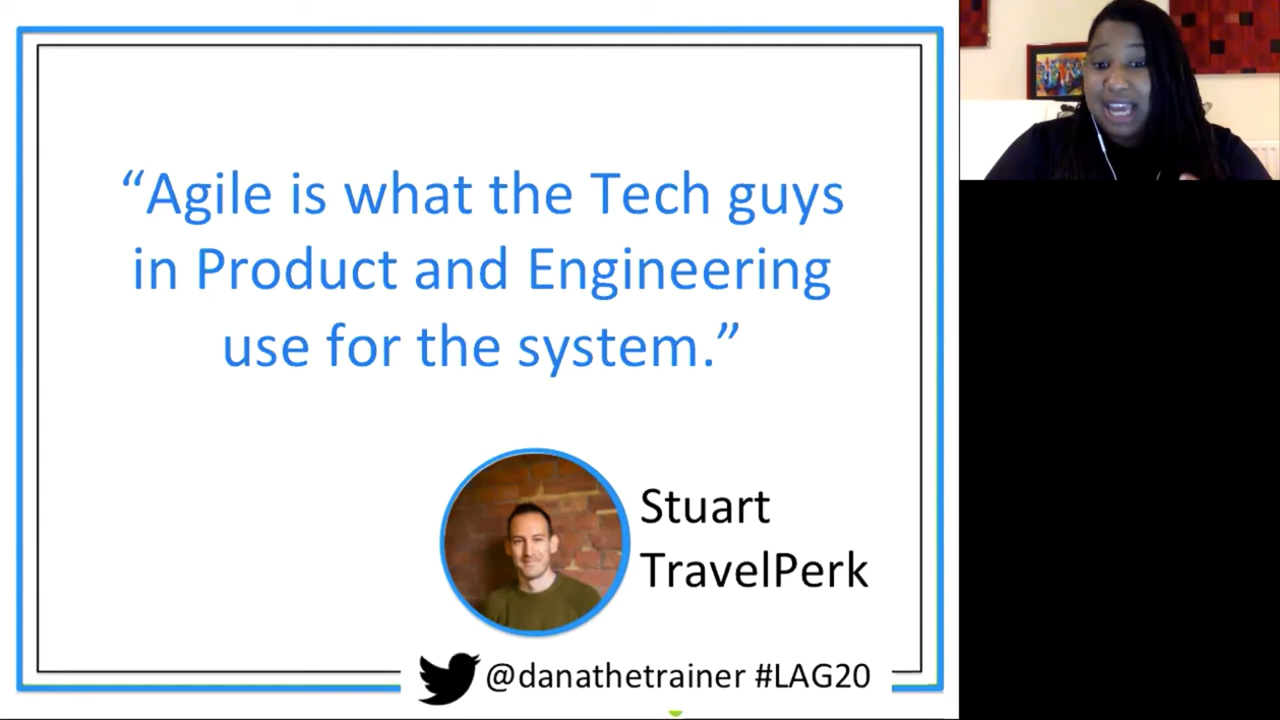 “Agile is what the Tech guys
in Product and Engineering
use for the system.”
Stuart
TravelPerk
@danathetrainer #LAG20